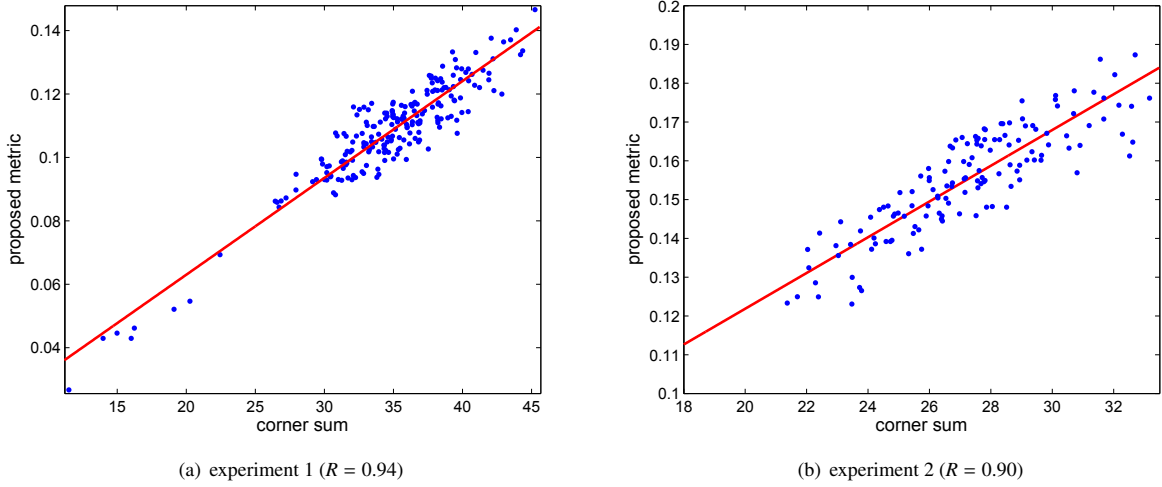 0.14
0.12
0.1
0.08
0.06
0.04
proposed metric
15 20 25 30 35 40 45
corner sum
(a) experiment 1 (R = 0.94)
0.2
0.19
0.18
0.17
0.16
0.15
0.14
0.13
0.12
0.11
0.1
proposed metric
18 20 22 24 26 28 30 32
corner sum
(b) experiment 2 (R = 0.90)